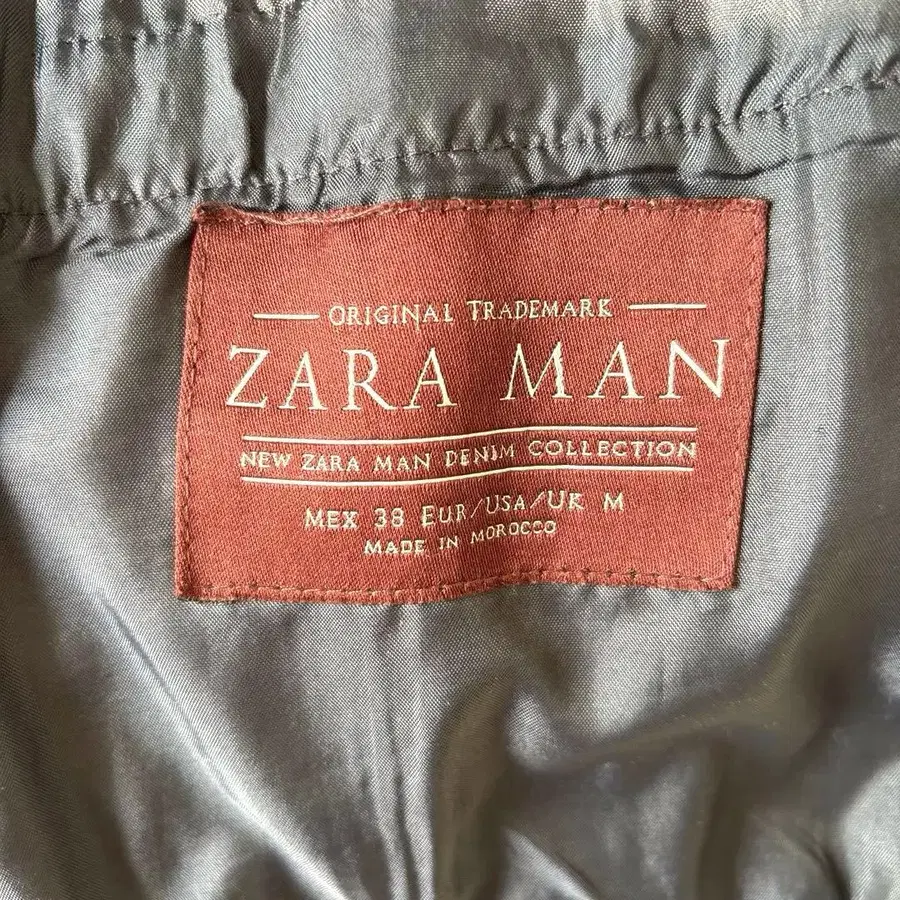 ORIGINAL TRADEMARK
ZARA MAN
NEW ZARA MAN DENIM COLLECTION
MEX 38 EUR/USA/UK M
MADE IN MOROCCO